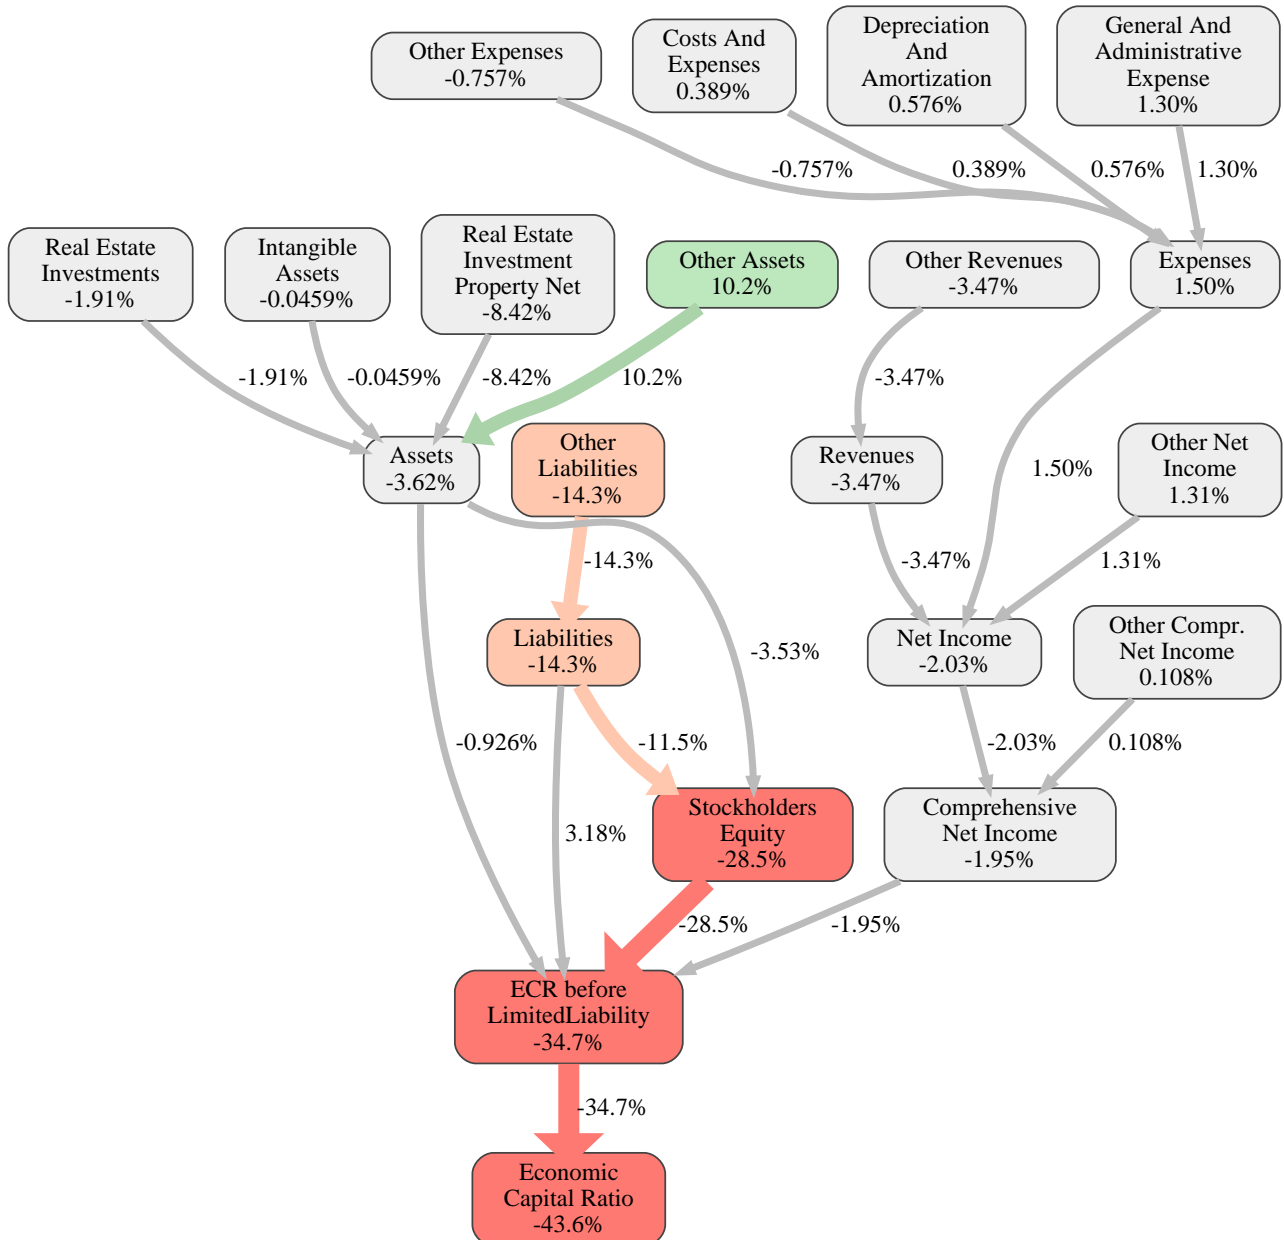 Other Expenses
-0.757%
Costs And
Expenses
0.389%
Depreciation
And
Amortization
0.576%
General And
Administrative
Expense
1.30%
-0.757%
0.389%
0.576%
1.30%
Real Estate
Investments
-1.91%
Intangible
Assets
-0.0459%
Real Estate
Investment
Property Net
-8.42%
Other Assets
10.2%
Other Revenues
-3.47%
Expenses
1.50%
-1.91%
-0.0459%
-8.42%
10.2%
-3.47%
Assets
-3.62%
Other
Liabilities
-14.3%
Revenues
-3.47%
1.50%
Other Net
Income
1.31%
-14.3%
-3.47%
1.31%
Liabilities
-14.3%
-3.53%
Net Income
-2.03%
Other Compr.
Net Income
0.108%
-0.926%
-11.5%
-2.03%
0.108%
3.18%
Stockholders
Equity
-28.5%
Comprehensive
Net Income
-1.95%
-28.5%
-1.95%
ECR before
LimitedLiability
-34.7%
-34.7%
Economic
Capital Ratio
-43.6%